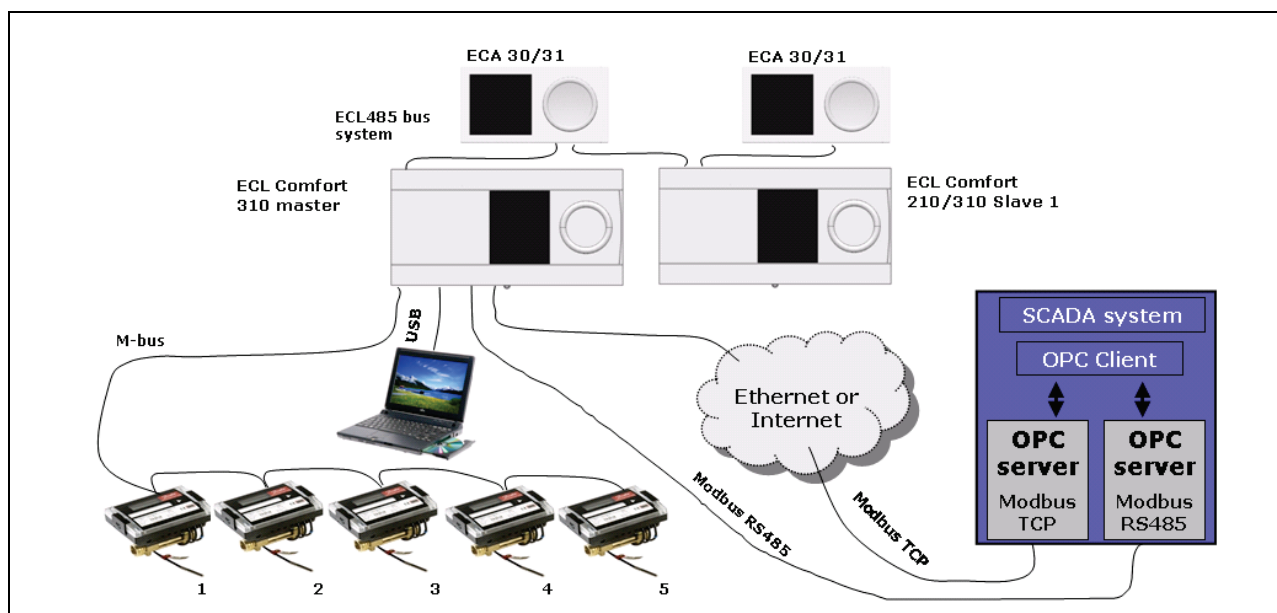 ECA 30/31
ECA 30/31
ECL485 bus
system
ECL Comfort
310 master
ECL Comfort
210/310 Slave 1
M-bus
USB
SCADA system
OPC Client
Ethernet or
Internet
OPC
server
Modbus
TCP
OPC
server
Modbus
RS485
Modbus RS485
Modbus TCP
1
2
3
4
5